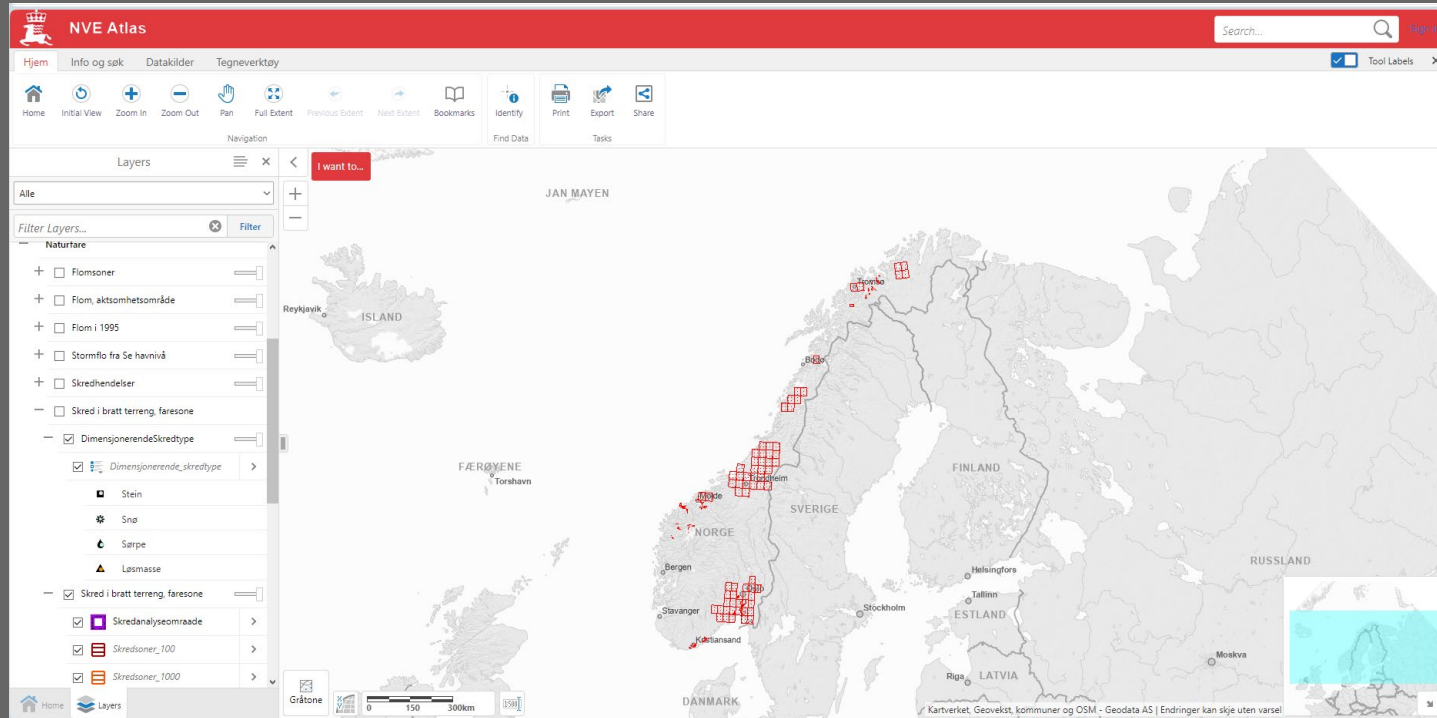 NVE Atlas
Search...
Hjem
Info og søk
Datakilder
Tegneverktøy
Tool Labels
Home
Initial View
Zoom In
Zoom Out
Pan
Full Extent
Previous Extent
Next Extent
Bookmarks
Identify
Print
Export
Share
Navigation
Find Data
Tasks
Layers
I want to...
Alle
Filter Layers...
Filter
Naturfare
Flomsoner
Flom, aktsomhetsområde
Flom i 1995
Stormflo fra Se havnivå
Skredhendelser
Skred i bratt terreng, faresone
DimensjonerendeSkredtype
Dimensjonerende_skredtype
Stein
Snø
Sørpe
Løsmasse
Skred i bratt terreng, faresone
Skredanalyseomraade
Skredsoner_100
Skredsoner_1000
Home
Layers
JAN MAYEN
Tromsø
Reykjavik
ISLAND
Bodø
FÆRØYENE
Torshavn
FINLAND
Trondheim
Molde
SVERIGE
NORGE
RUSSLAND
Bergen
Helsingfors
Oslo
Tallinn
Stavanger
Stockholm
ESTLAND
Kristiansand
Moskva
Riga
LATVIA
DANMARK
Gråtone
0 150 300km
Kartverket, Geovekst, kommuner og OSM - Geodata AS | Endringer kan skje uten varsel